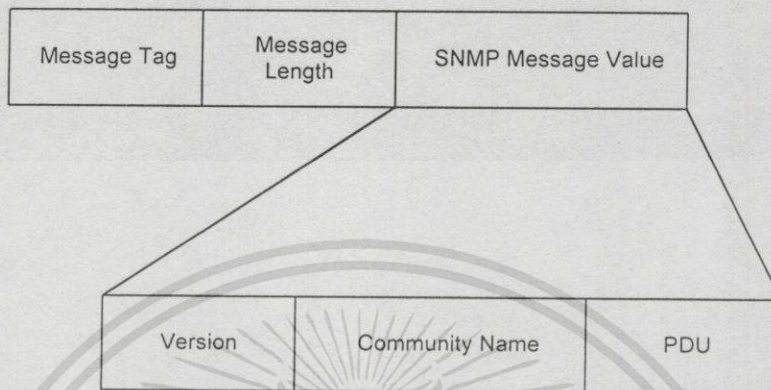 Message Tag
Message
Length
SNMP Message Value
Version
Community Name
PDU